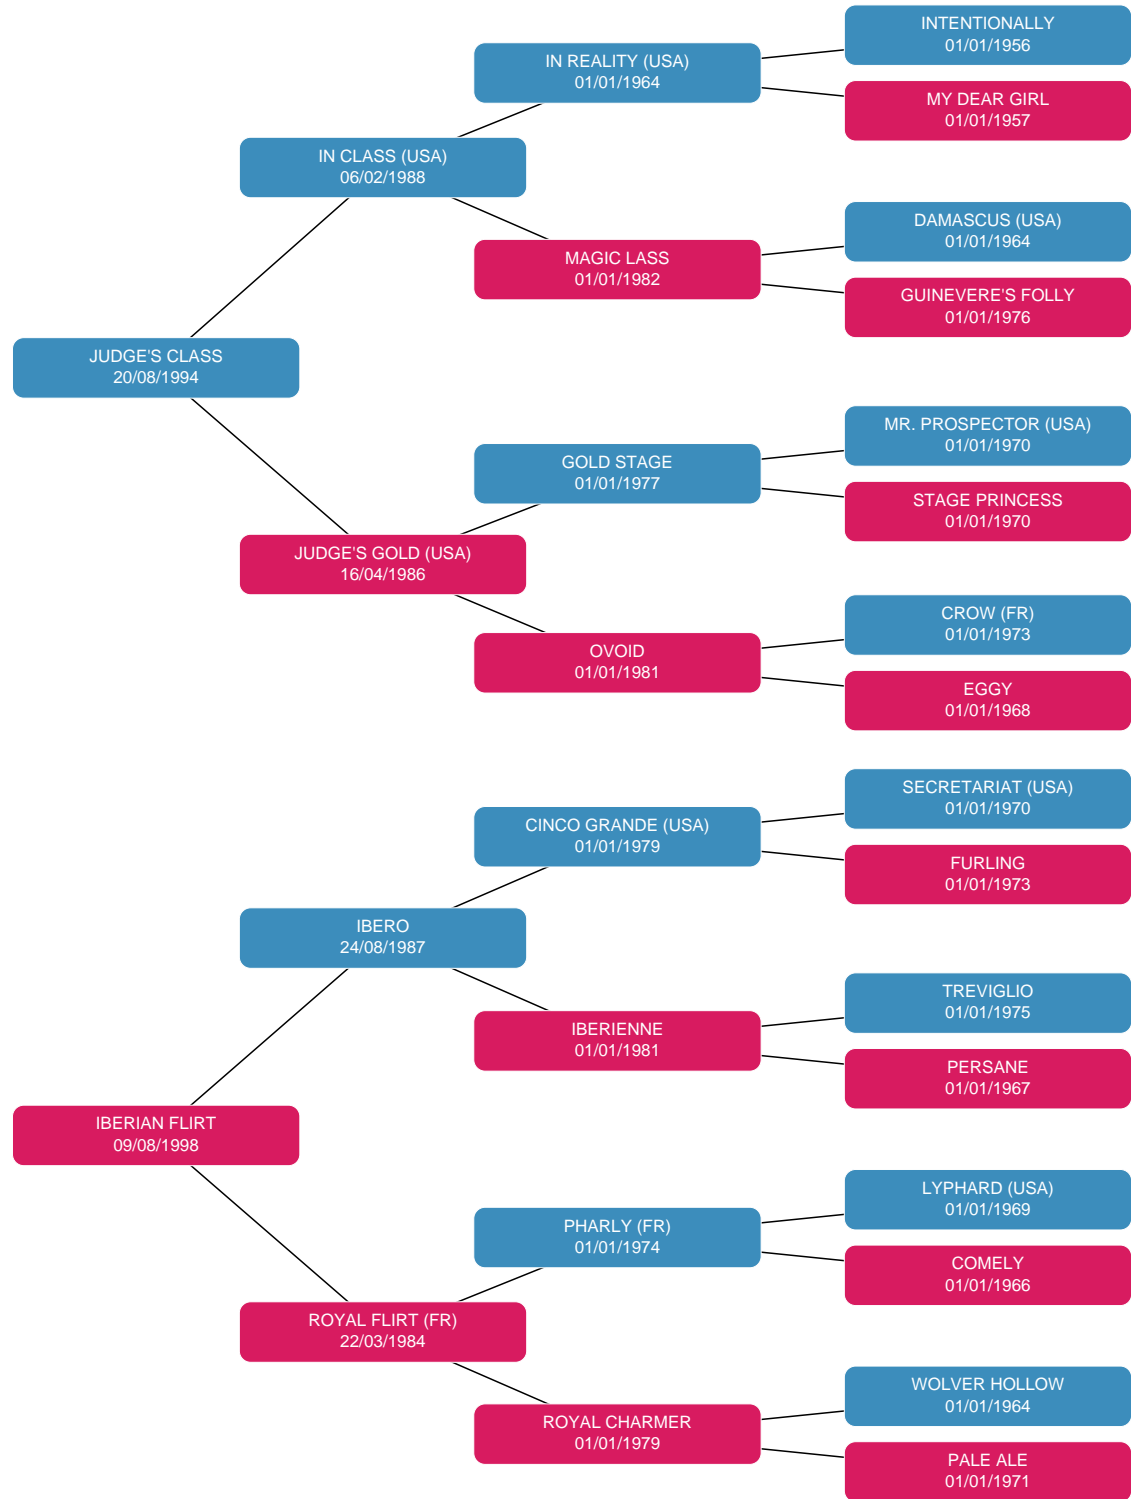 INTENTIONALLY
01/01/1956
IN REALITY (USA)
01/01/1964
MY DEAR GIRL
01/01/1957
IN CLASS (USA)
06/02/1988
DAMASCUS (USA)
01/01/1964
MAGIC LASS
01/01/1982
GUINEVERE'S FOLLY
01/01/1976
JUDGE'S CLASS
20/08/1994
MR. PROSPECTOR (USA)
01/01/1970
GOLD STAGE
01/01/1977
STAGE PRINCESS
01/01/1970
JUDGE'S GOLD (USA)
16/04/1986
CROW (FR)
01/01/1973
OVOID
01/01/1981
EGGY
01/01/1968
SECRETARIAT (USA)
01/01/1970
CINCO GRANDE (USA)
01/01/1979
FURLING
01/01/1973
IBERO
24/08/1987
TREVIGLIO
01/01/1975
IBERIENNE
01/01/1981
PERSANE
01/01/1967
IBERIAN FLIRT
09/08/1998
LYPHARD (USA)
01/01/1969
PHARLY (FR)
01/01/1974
COMELY
01/01/1966
ROYAL FLIRT (FR)
22/03/1984
WOLVER HOLLOW
01/01/1964
ROYAL CHARMER
01/01/1979
PALE ALE
01/01/1971